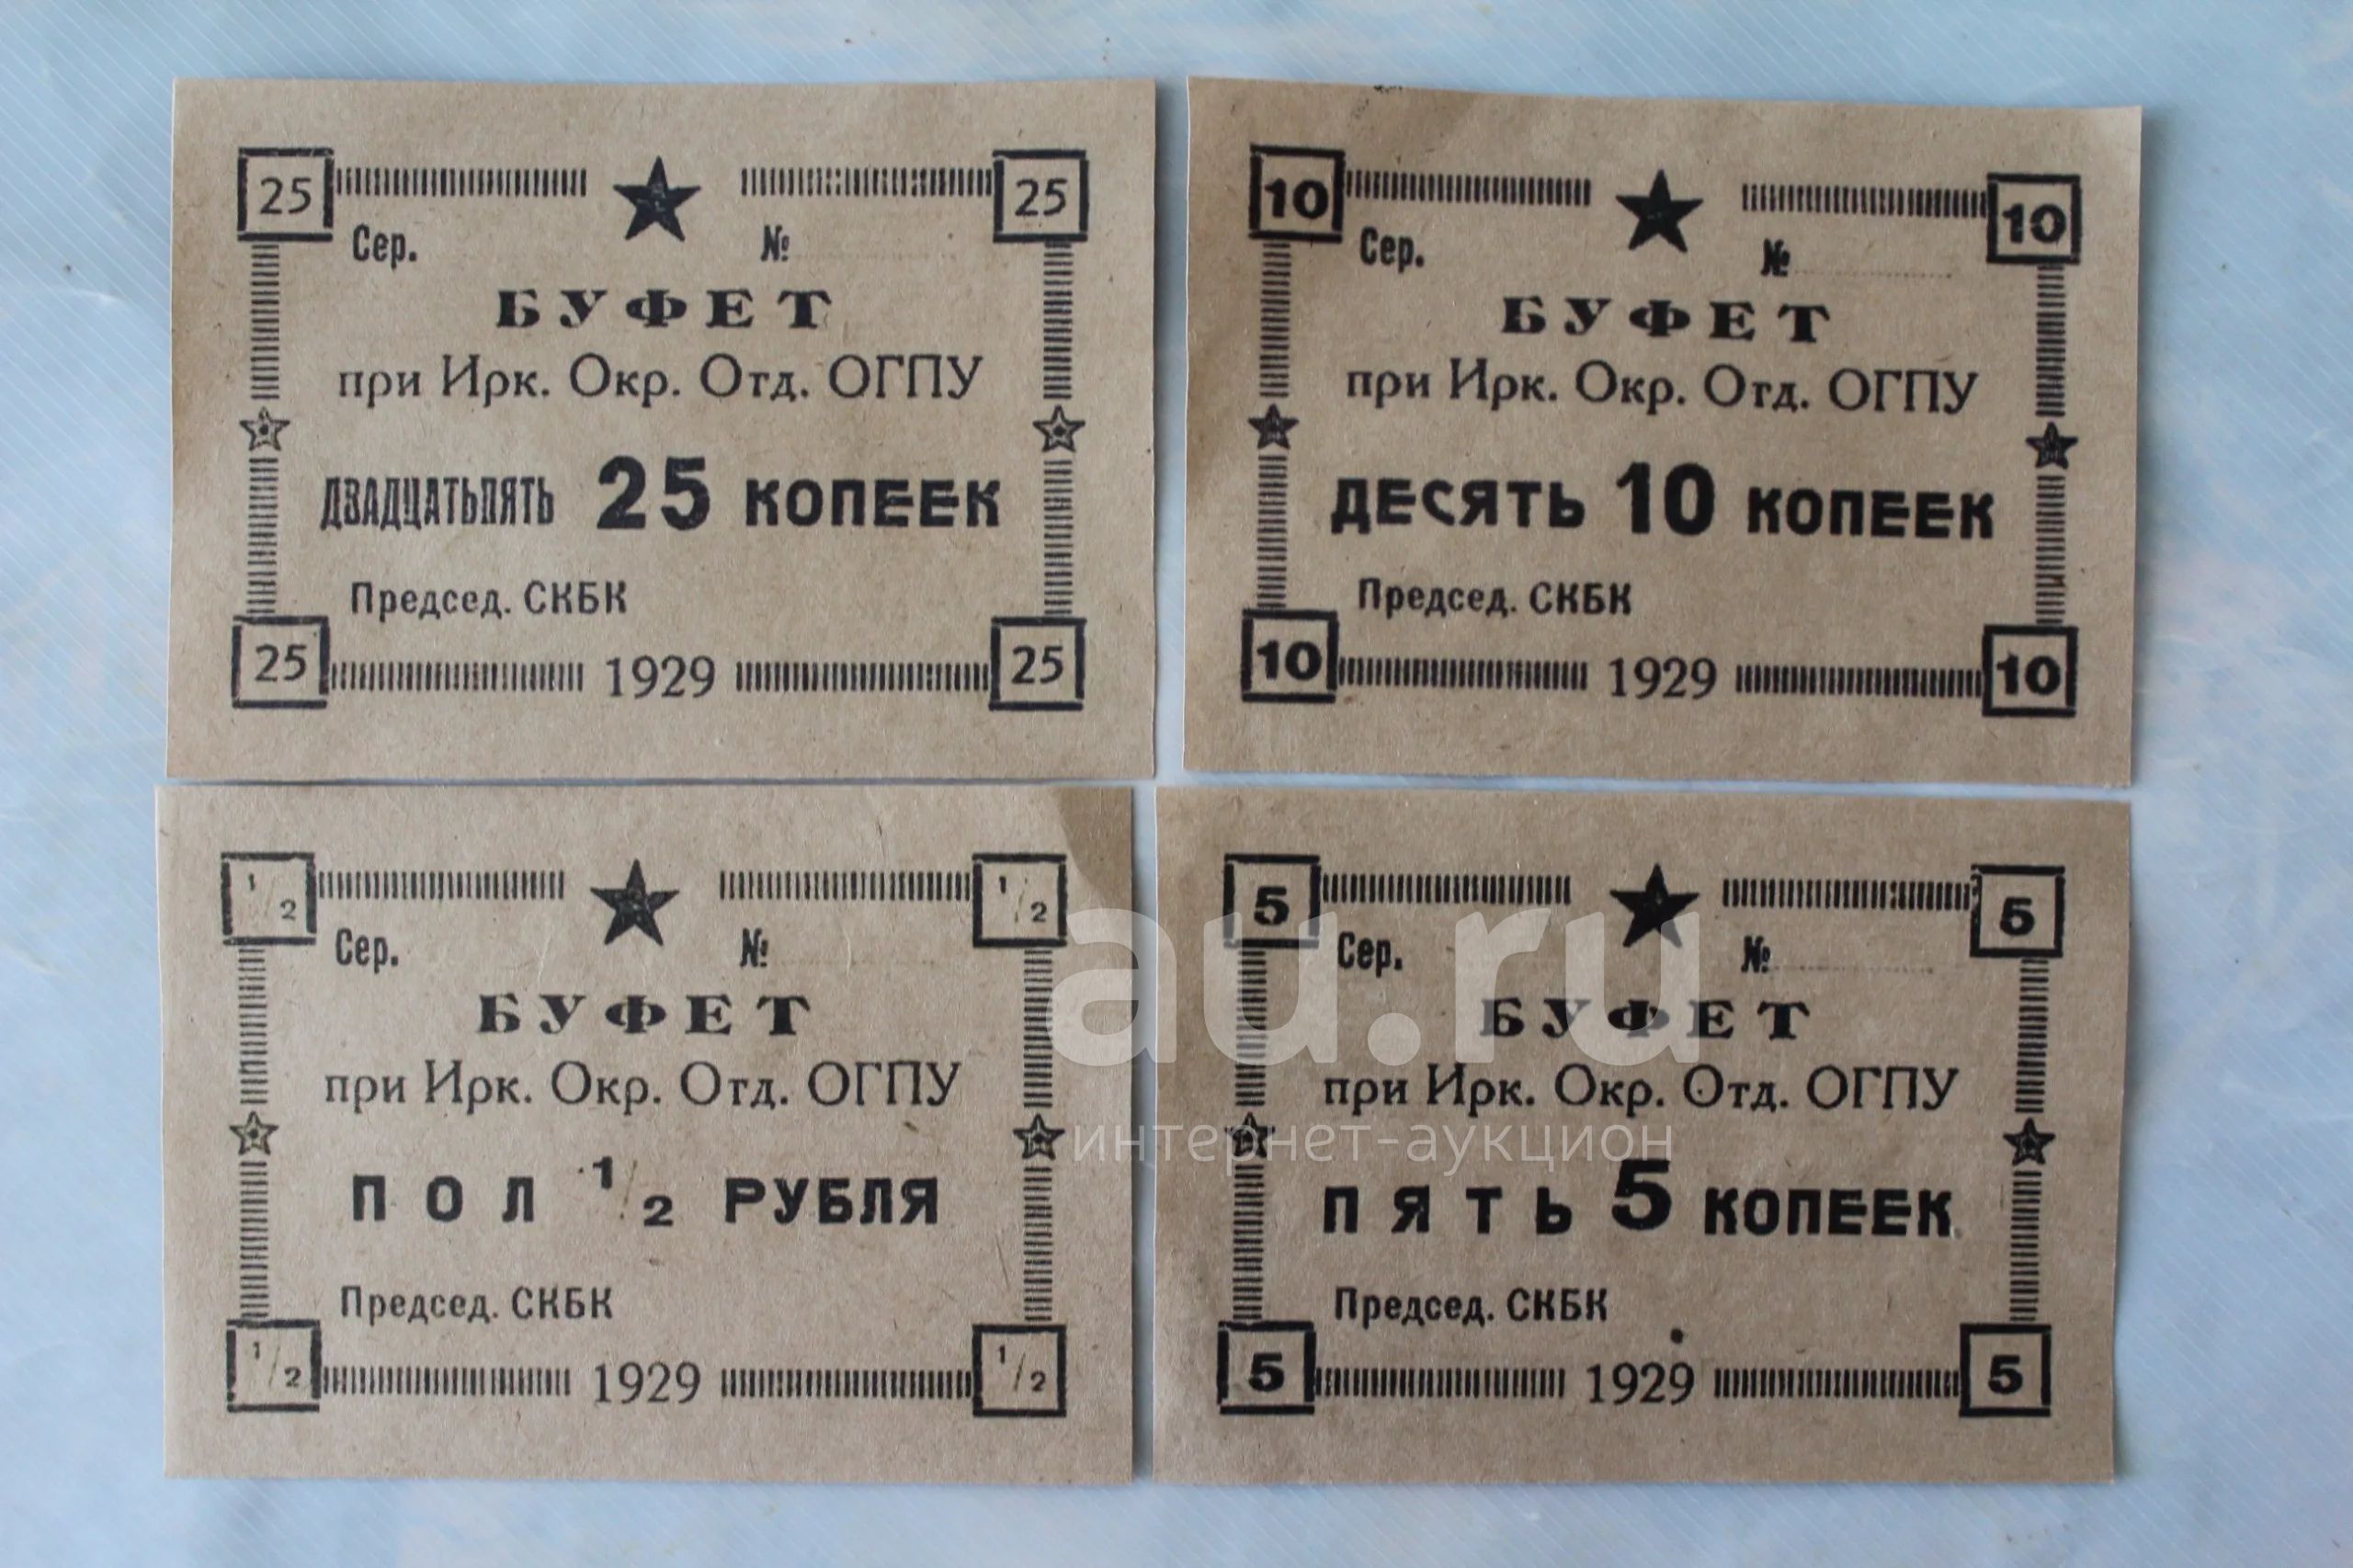 25 25
Сер. №
БУФЕТ
при Ирк. Окр. Отд. ОГПУ
ДВАДЦАТЬПЯТЬ 25 КОПЕЕК
Председ. СКБК
25 1929 25
10 10
Сер. №
БУФЕТ
при Ирк. Окр. Отд. ОГПУ
ДЕСЯТЬ 10 КОПЕЕК
Председ. СКБК
10 1929 10
1/2 1/2
Сер. №
БУФЕТ
при Ирк. Окр. Отд. ОГПУ
ПОЛ 1/2 РУБЛЯ
Председ. СКБК
1/2 1929 1/2
5 5
Сер. №
БУФЕТ
при Ирк. Окр. Отд. ОГПУ
ПЯТЬ 5 КОПЕЕК
Председ. СКБК
5 1929 5
au.ru
интернет-аукцион